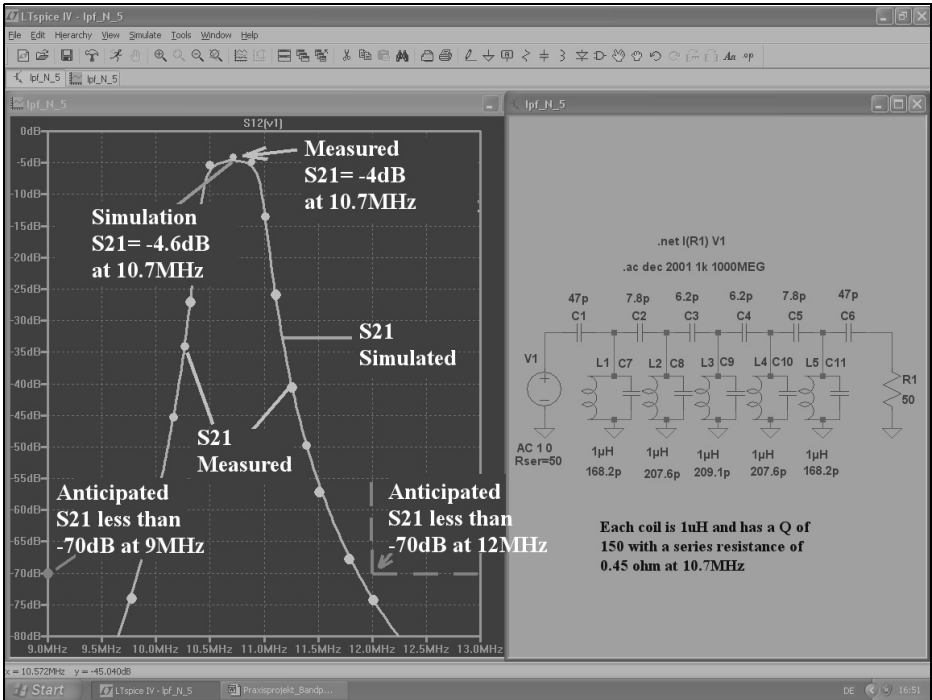 LTspice IV - lpf_N_5
File Edit Hierarchy View Simulate Tools Window Help
lpf_N_5 lpf_N_5
lpf_N_5
S12(v1)
0dB
-5dB
-10dB
-15dB
-20dB
-25dB
-30dB
-35dB
-40dB
-45dB
-50dB
-55dB
-60dB
-65dB
-70dB
-75dB
-80dB
9.0MHz 9.5MHz 10.0MHz 10.5MHz 11.0MHz 11.5MHz 12.0MHz 12.5MHz 13.0MHz
Measured
S21= -4dB
at 10.7MHz
Simulation
S21= -4.6dB
at 10.7MHz
S21
Simulated
S21
Measured
Anticipated
S21 less than
-70dB at 9MHz
Anticipated
S21 less than
-70dB at 12MHz
lpf_N_5
.net I(R1) V1
.ac dec 2001 1k 1000MEG
47p 7.8p 6.2p 6.2p 7.8p 47p
C1 C2 C3 C4 C5 C6
V1
L1 C7 L2 C8 L3 C9 L4 C10 L5 C11
R1
50
AC 1 0
Rser=50
1µH 1µH 1µH 1µH 1µH
168.2p 207.6p 209.1p 207.6p 168.2p
Each coil is 1uH and has a Q of
150 with a series resistance of
0.45 ohm at 10.7MHz
x = 10.572MHz y = -45.040dB
Start LTspice IV - lpf_N_5 Praxisprojekt_Bandp... DE 16:51